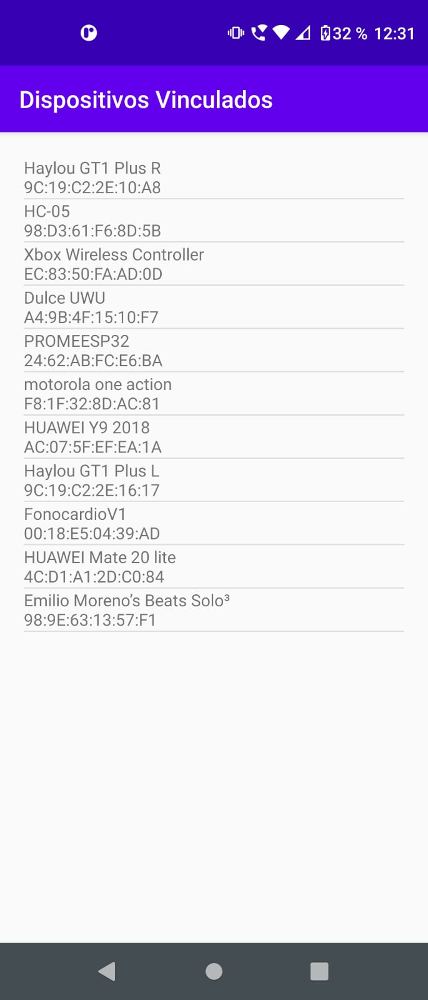 32 % 12:31
Dispositivos Vinculados
Haylou GT1 Plus R
9C:19:C2:2E:10:A8
HC-05
98:D3:61:F6:8D:5B
Xbox Wireless Controller
EC:83:50:FA:AD:0D
Dulce UWU
A4:9B:4F:15:10:F7
PROMEESP32
24:62:AB:FC:E6:BA
motorola one action
F8:1F:32:8D:AC:81
HUAWEI Y9 2018
AC:07:5F:EF:EA:1A
Haylou GT1 Plus L
9C:19:C2:2E:16:17
FonocardioV1
00:18:E5:04:39:AD
HUAWEI Mate 20 lite
4C:D1:A1:2D:C0:84
Emilio Moreno’s Beats Solo³
98:9E:63:13:57:F1